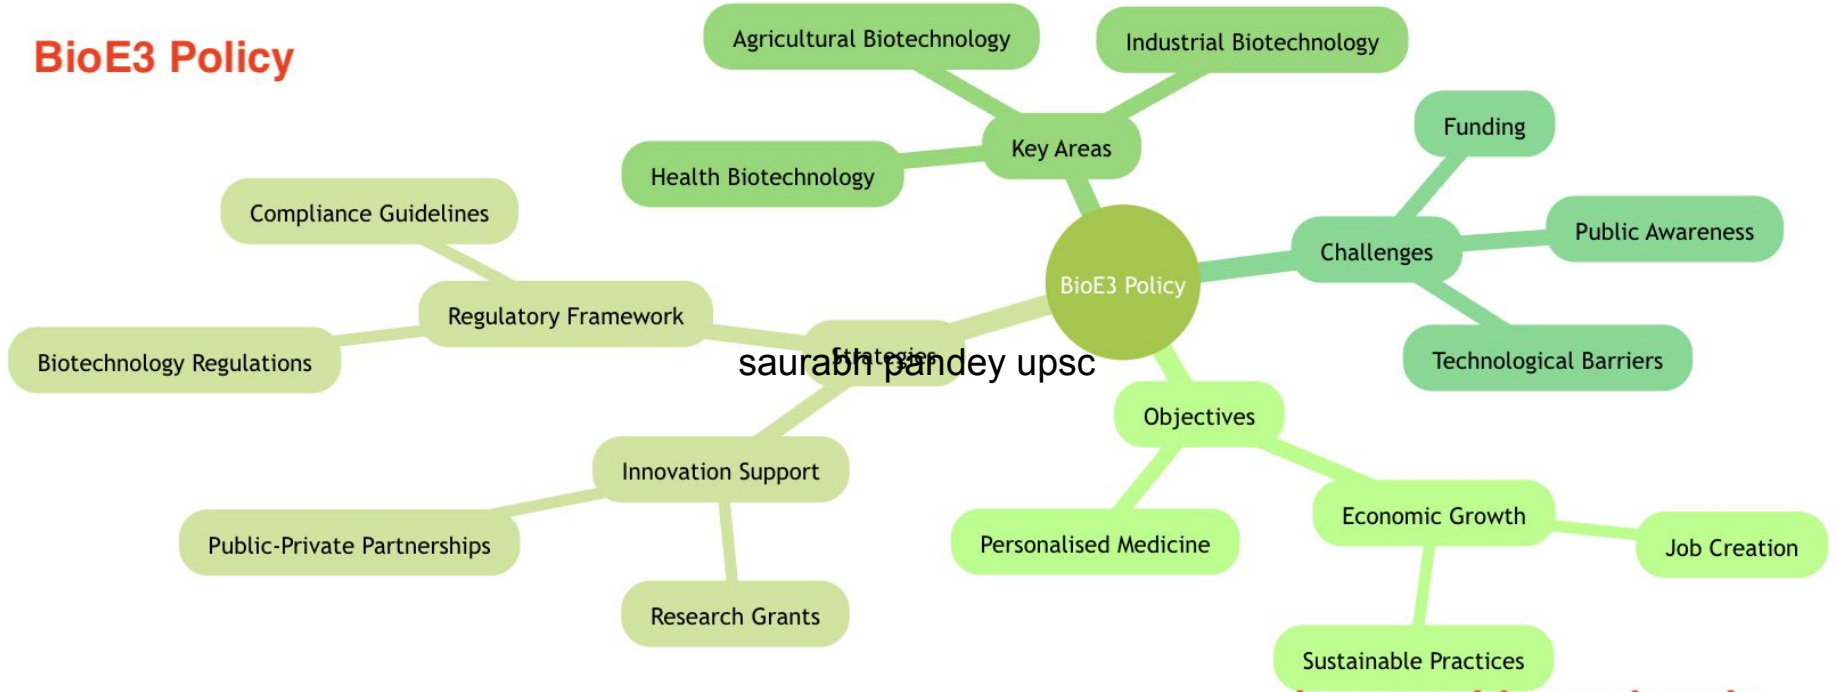 BioE3 Policy
Agricultural Biotechnology
Industrial Biotechnology
Key Areas
Health Biotechnology
Funding
Public Awareness
Challenges
Technological Barriers
BioE3 Policy
Compliance Guidelines
Regulatory Framework
Biotechnology Regulations
Strategies
saurabh pandey upsc
Innovation Support
Public-Private Partnerships
Research Grants
Objectives
Personalised Medicine
Economic Growth
Job Creation
Sustainable Practices